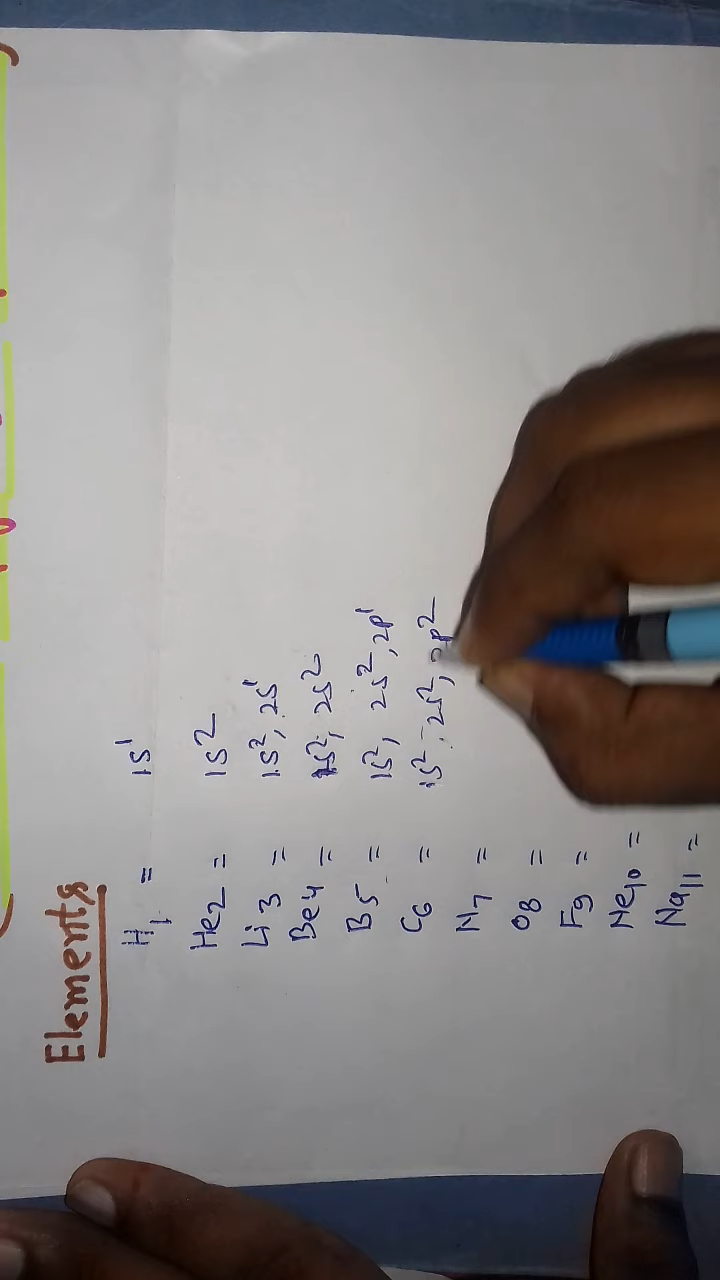 Elements
H1 = 1s¹
He2 = 1s²
Li3 = 1s², 2s¹
Be4 = 1s², 2s²
B5 = 1s², 2s², 2p¹
C6 = 1s², 2s², 2p²
N7 =
O8 =
F9 =
Ne10 =
Na11 =